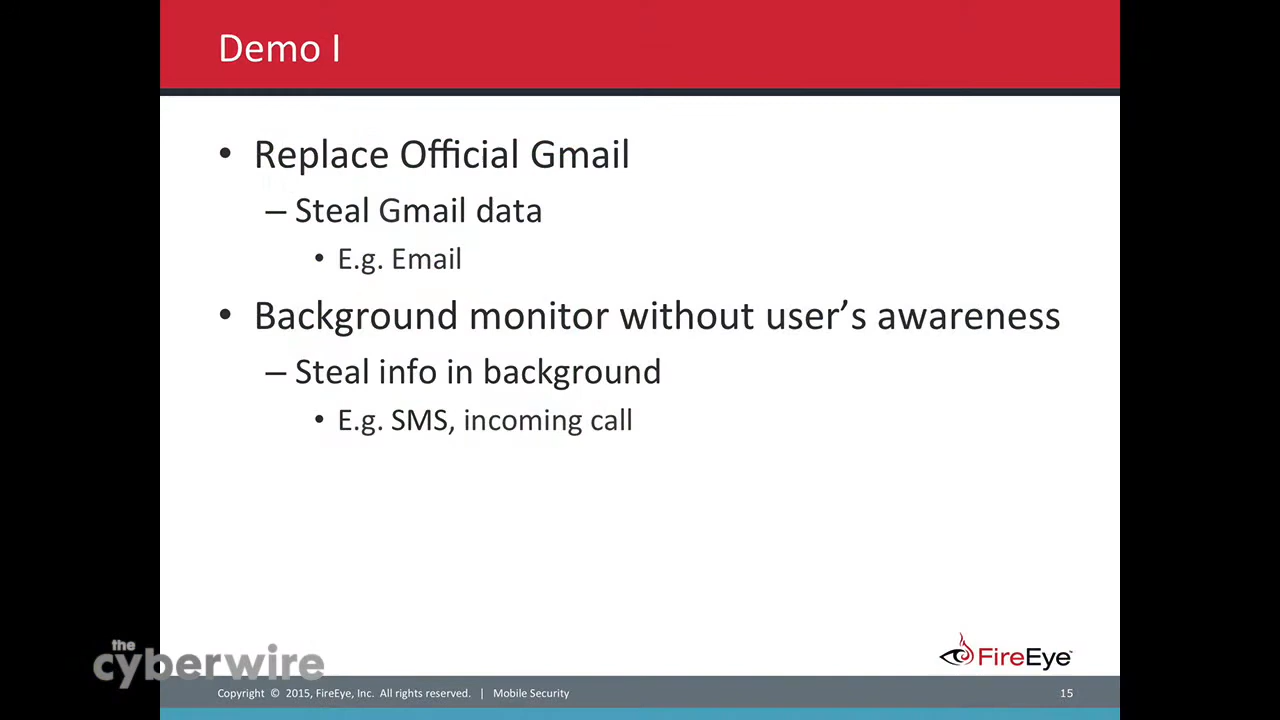 Demo I
• Replace Official Gmail
– Steal Gmail data
• E.g. Email
• Background monitor without user’s awareness
– Steal info in background
• E.g. SMS, incoming call
the
cyberwire
FireEye™
Copyright © 2015, FireEye, Inc. All rights reserved. | Mobile Security
15